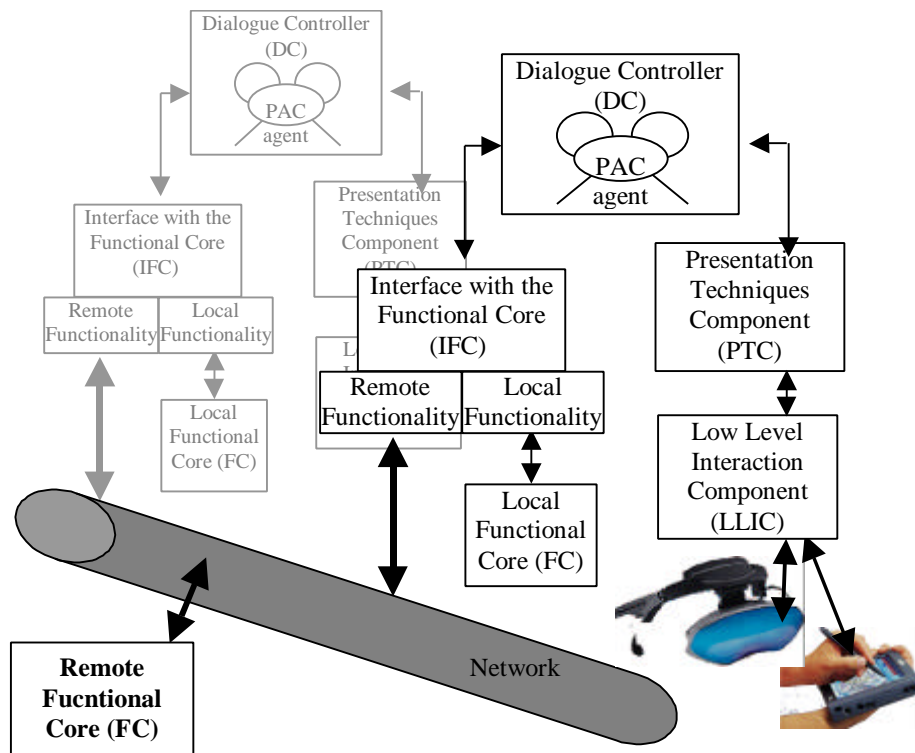 Dialogue Controller
(DC)
PAC
agent
Interface with the
Functional Core
(IFC)
Remote
Functionality
Local
Functionality
Local
Functional
Core (FC)
Presentation
Techniques
Component
(PTC)
Dialogue Controller
(DC)
PAC
agent
Interface with the
Functional Core
(IFC)
Remote
Functionality
Local
Functionality
Local
Functional
Core (FC)
Presentation
Techniques
Component
(PTC)
Low Level
Interaction
Component
(LLIC)
Network
Remote
Fucntional
Core (FC)